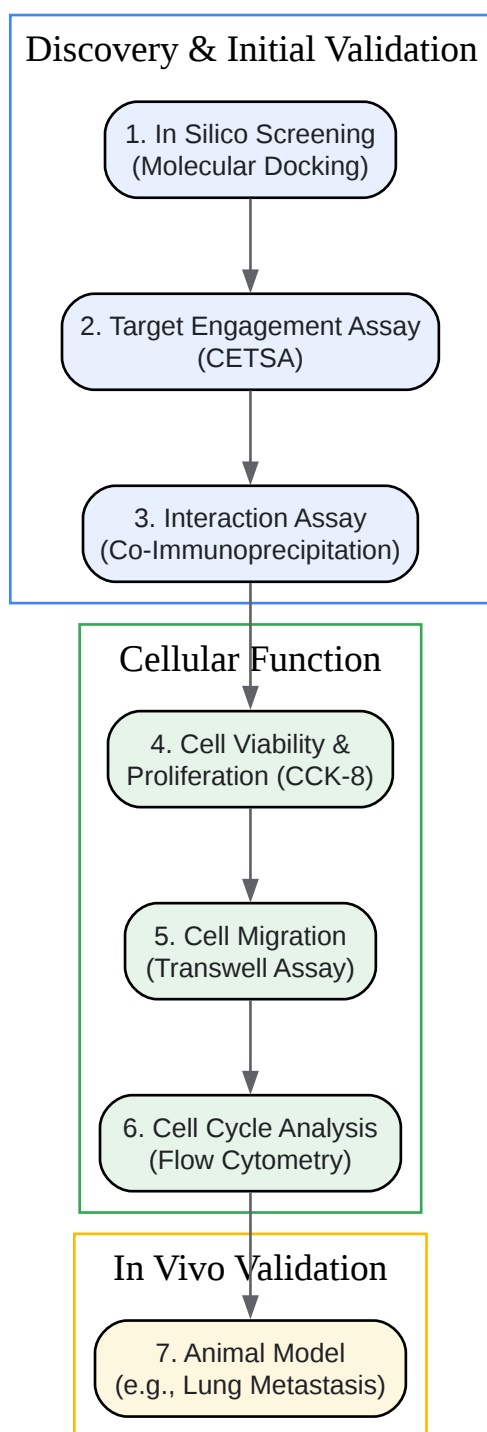 Discovery & Initial Validation
1. In Silico Screening
(Molecular Docking)
2. Target Engagement Assay
(CETSA)
3. Interaction Assay
(Co-Immunoprecipitation)
Cellular Function
4. Cell Viability &
Proliferation (CCK-8)
5. Cell Migration
(Transwell Assay)
6. Cell Cycle Analysis
(Flow Cytometry)
In Vivo Validation
7. Animal Model
(e.g., Lung Metastasis)